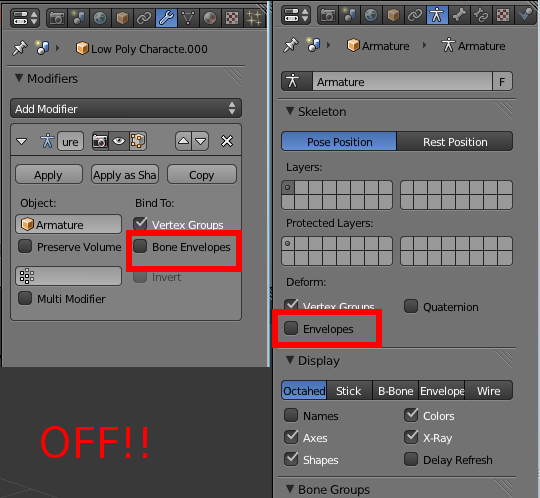 Low Poly Characte.000
Modifiers
Add Modifier
ure
Apply
Apply as Sha
Copy
Object:
Bind To:
Armature
Vertex Groups
Preserve Volume
Bone Envelopes
Invert
Multi Modifier
OFF!!
Armature
Armature
Armature
F
Skeleton
Pose Position
Rest Position
Layers:
Protected Layers:
Deform:
Vertex Groups
Quaternion
Envelopes
Display
Octahed
Stick
B-Bone
Envelope
Wire
Names
Colors
Axes
X-Ray
Shapes
Delay Refresh
Bone Groups